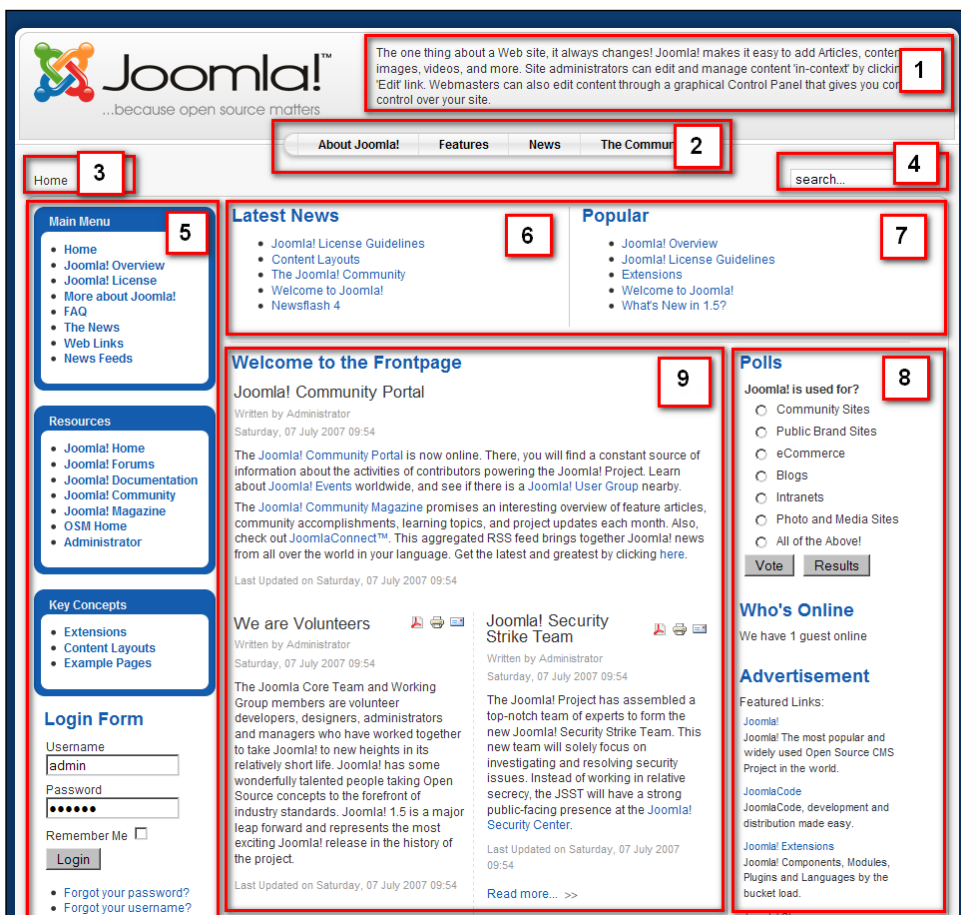 The one thing about a Web site, it always changes! Joomla! makes it easy to add Articles,
images, videos, and more. Site administrators can edit and manage content 'in-context' by
'Edit' link. Webmasters can also edit content through a graphical Control Panel that gives you
control over your site.
1
Joomla!™
...because open source matters
About Joomla!
Features
News
The
2
Home
3
search...
4
5
Main Menu
Home
Joomla! Overview
Joomla! License
More about Joomla!
FAQ
The News
Web Links
News Feeds
Resources
Joomla! Home
Joomla! Forums
Joomla! Documentation
Joomla! Community
Joomla! Magazine
OSM Home
Administrator
Key Concepts
Extensions
Content Layouts
Example Pages
Login Form
Username
admin
Password
Remember Me
Login
Forgot your password?
Forgot your username?
Latest News
6
Joomla! License Guidelines
Content Layouts
The Joomla! Community
Welcome to Joomla!
Newsflash 4
Popular
7
Joomla! Overview
Joomla! License Guidelines
Extensions
Welcome to Joomla!
What's New in 1.5?
Welcome to the Frontpage
9
Joomla! Community Portal
Written by Administrator
Saturday, 07 July 2007 09:54
The Joomla! Community Portal is now online. There, you will find a constant source of
information about the activities of contributors powering the Joomla! Project. Learn
about Joomla! Events worldwide, and see if there is a Joomla! User Group nearby.
The Joomla! Community Magazine promises an interesting overview of feature articles,
community accomplishments, learning topics, and project updates each month. Also,
check out JoomlaConnect™. This aggregated RSS feed brings together Joomla! news
from all over the world in your language. Get the latest and greatest by clicking here.
Last Updated on Saturday, 07 July 2007 09:54
We are Volunteers
Written by Administrator
Saturday, 07 July 2007 09:54
The Joomla Core Team and Working
Group members are volunteer
developers, designers, administrators
and managers who have worked together
to take Joomla! to new heights in its
relatively short life. Joomla! has some
wonderfully talented people taking Open
Source concepts to the forefront of
industry standards. Joomla! 1.5 is a major
leap forward and represents the most
exciting Joomla! release in the history of
the project.
Last Updated on Saturday, 07 July 2007 09:54
Joomla! Security
Strike Team
Written by Administrator
Saturday, 07 July 2007 09:54
The Joomla! Project has assembled a
top-notch team of experts to form the
new Joomla! Security Strike Team. This
new team will solely focus on
investigating and resolving security
issues. Instead of working in relative
secrecy, the JSST will have a strong
public-facing presence at the Joomla!
Security Center.
Last Updated on Saturday, 07 July 2007
09:54
Read more... >>
Polls
8
Joomla! is used for?
Community Sites
Public Brand Sites
eCommerce
Blogs
Intranets
Photo and Media Sites
All of the Above!
Vote
Results
Who's Online
We have 1 guest online
Advertisement
Featured Links:
Joomla!
Joomla! The most popular and
widely used Open Source CMS
Project in the world.
JoomlaCode
JoomlaCode, development and
distribution made easy.
Joomla! Extensions
Joomla! Components, Modules,
Plugins and Languages by the
bucket load.